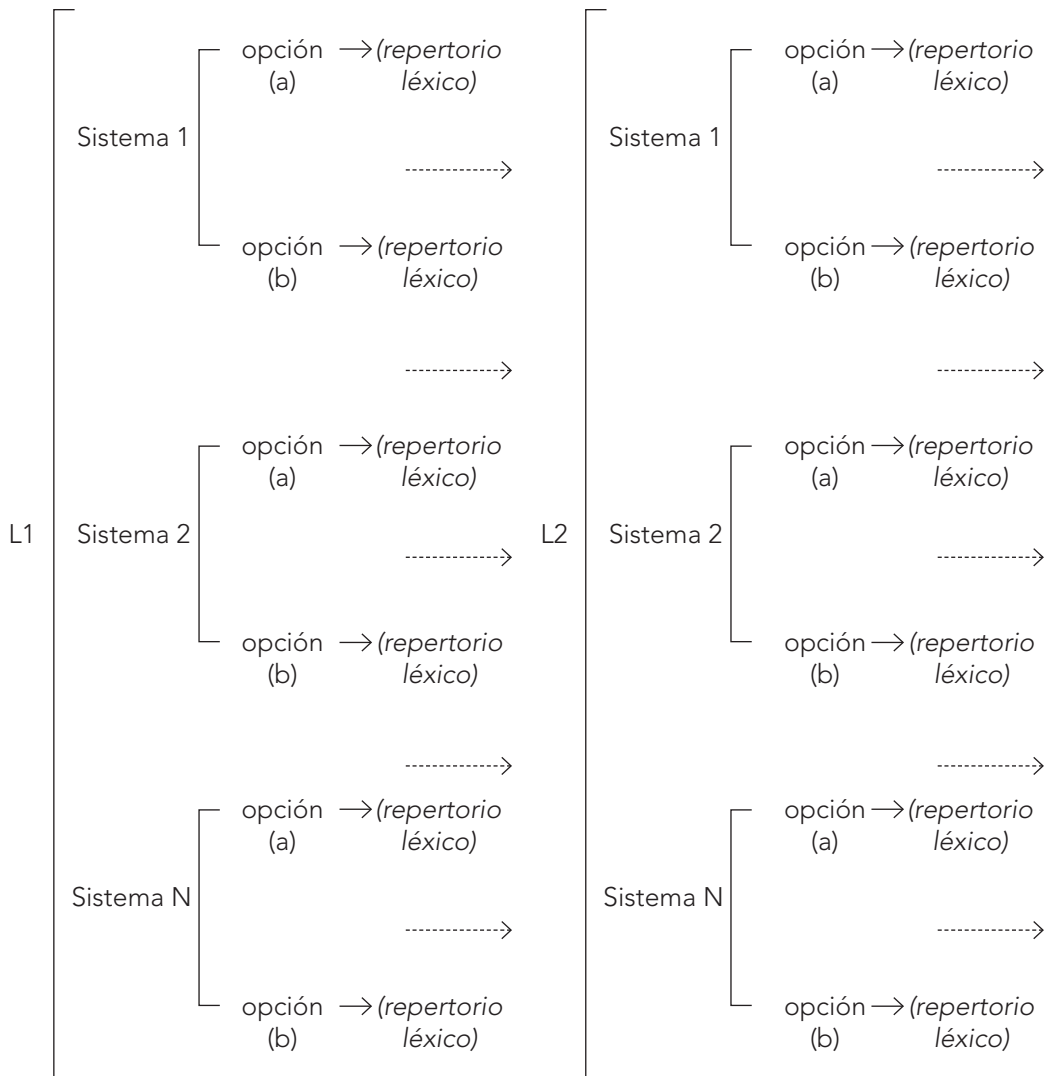 opción → (repertorio
(a) léxico)
Sistema 1
opción → (repertorio
(b) léxico)
opción → (repertorio
(a) léxico)
L1 Sistema 2
opción → (repertorio
(b) léxico)
opción → (repertorio
(a) léxico)
Sistema N
opción → (repertorio
(b) léxico)
opción → (repertorio
(a) léxico)
Sistema 1
opción → (repertorio
(b) léxico)
opción → (repertorio
(a) léxico)
L2 Sistema 2
opción → (repertorio
(b) léxico)
opción → (repertorio
(a) léxico)
Sistema N
opción → (repertorio
(b) léxico)